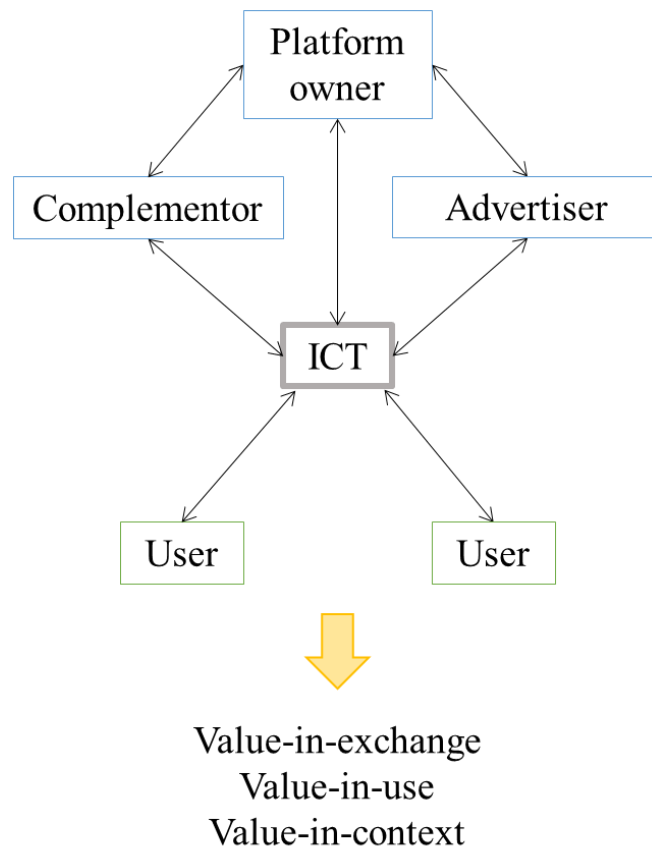 Platform
owner
Complementor
Advertiser
ICT
User
User
Value-in-exchange
Value-in-use
Value-in-context